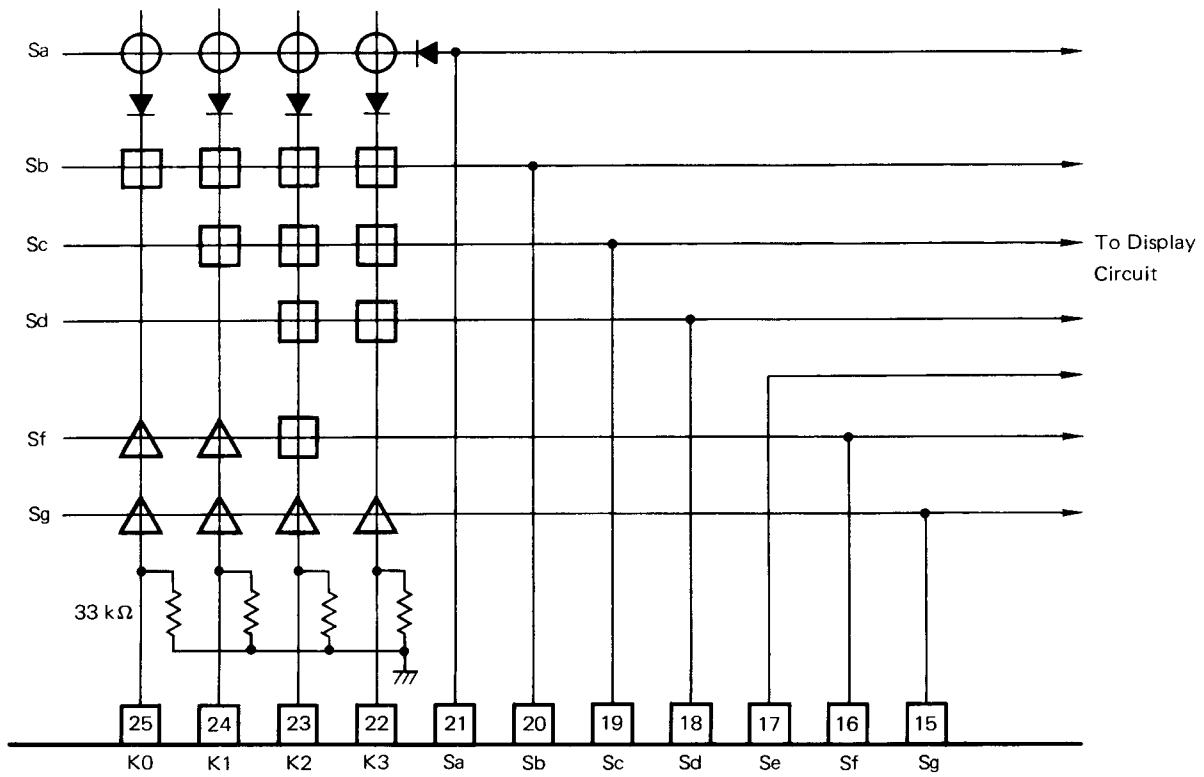 Sa
Sb
Sc
To Display
Circuit
Sd
Sf
Sg
33 kΩ
25 24 23 22 21 20 19 18 17 16 15
K0 K1 K2 K3 Sa Sb Sc Sd Se Sf Sg